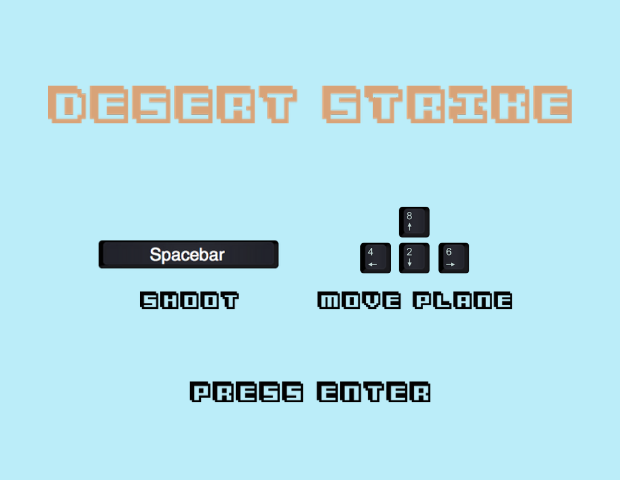 DESERT STRIKE
8
↑
Spacebar
4 2 6
← ↓ →
SHOOT MOVE PLANE
PRESS ENTER